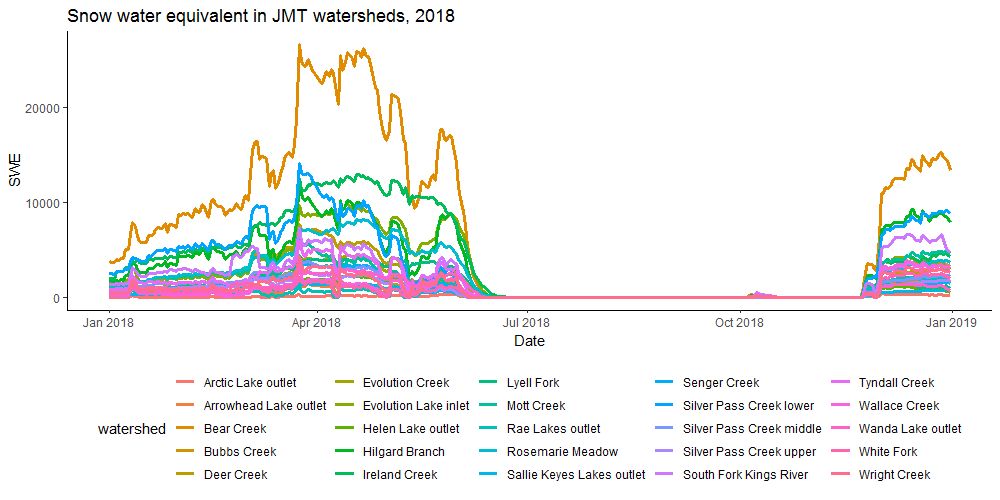 Snow water equivalent in JMT watersheds, 2018
SWE
20000
10000
0
Jan 2018 Apr 2018 Jul 2018 Oct 2018 Jan 2019
Date
watershed
Arctic Lake outlet Evolution Creek Lyell Fork Senger Creek Tyndall Creek
Arrowhead Lake outlet Evolution Lake inlet Mott Creek Silver Pass Creek lower Wallace Creek
Bear Creek Helen Lake outlet Rae Lakes outlet Silver Pass Creek middle Wanda Lake outlet
Bubbs Creek Hilgard Branch Rosemarie Meadow Silver Pass Creek upper White Fork
Deer Creek Ireland Creek Sallie Keyes Lakes outlet South Fork Kings River Wright Creek